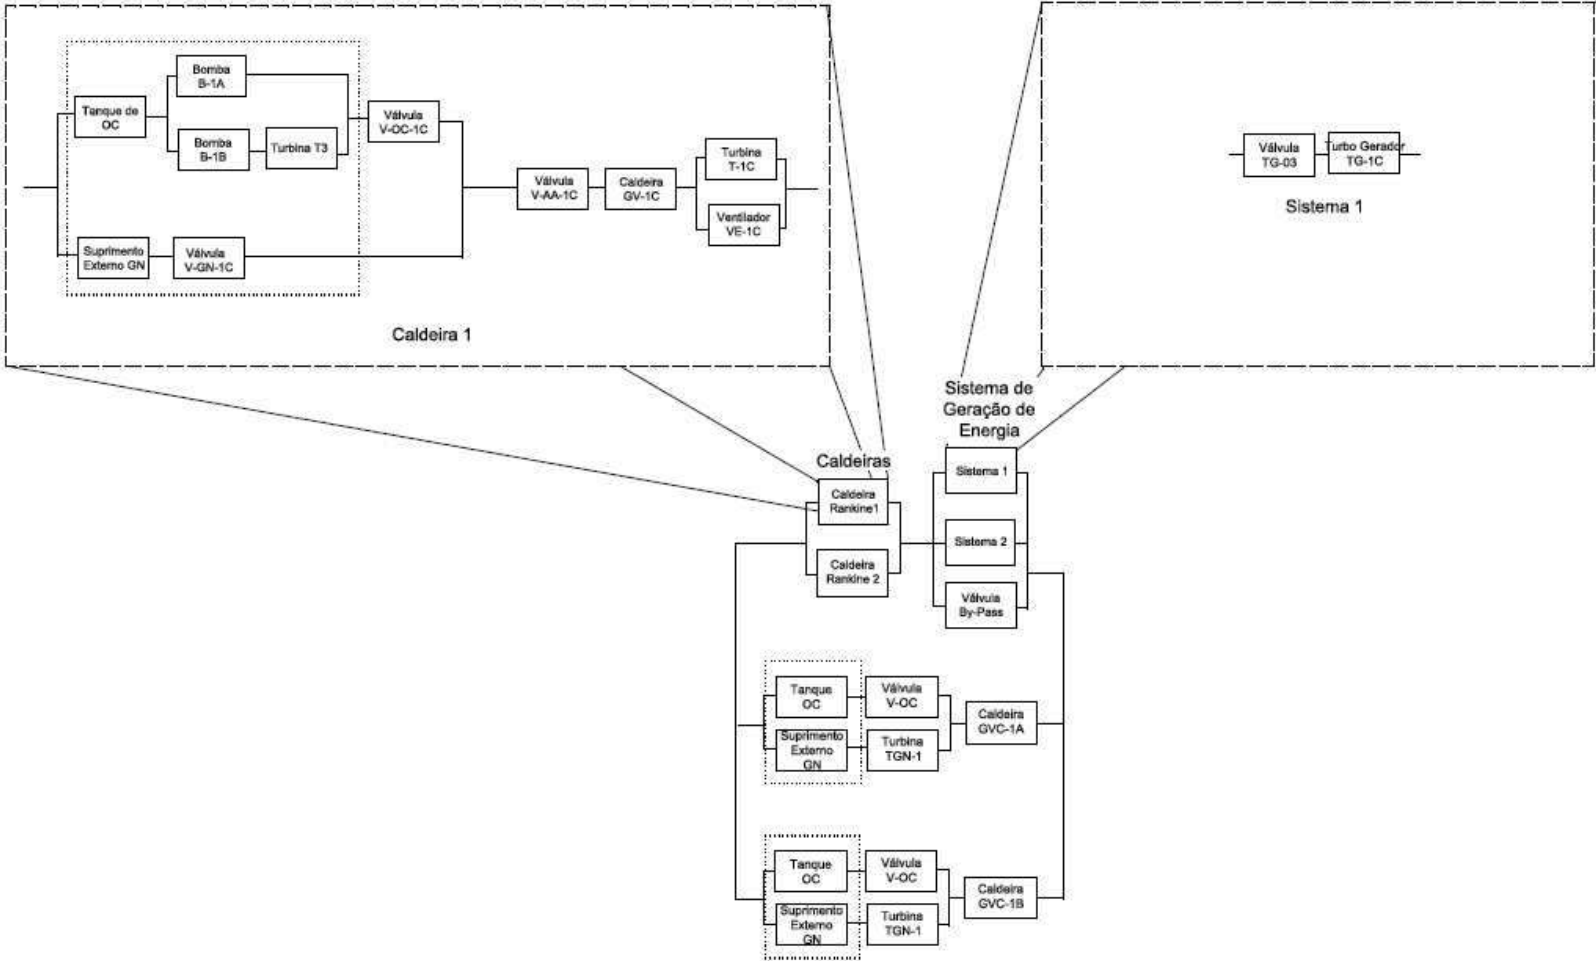 Bomba
B-1A
Tanque de
OC
Válvula
V-OC-1C
Bomba
B-1B
Turbina T3
Turbina
T-1C
Válvula
V-AA-1C
Caldeira
GV-1C
Ventilador
VE-1C
Suprimento
Externo GN
Válvula
V-GN-1C
Caldeira 1
Válvula
TG-03
Turbo Gerador
TG-1C
Sistema 1
Sistema de
Geração de
Energia
Caldeiras
Sistema 1
Caldeira
Rankine1
Sistema 2
Caldeira
Rankine 2
Válvula
By-Pass
Tanque
OC
Válvula
V-OC
Suprimento
Externo
GN
Turbina
TGN-1
Caldeira
GVC-1A
Tanque
OC
Válvula
V-OC
Suprimento
Externo
GN
Turbina
TGN-1
Caldeira
GVC-1B